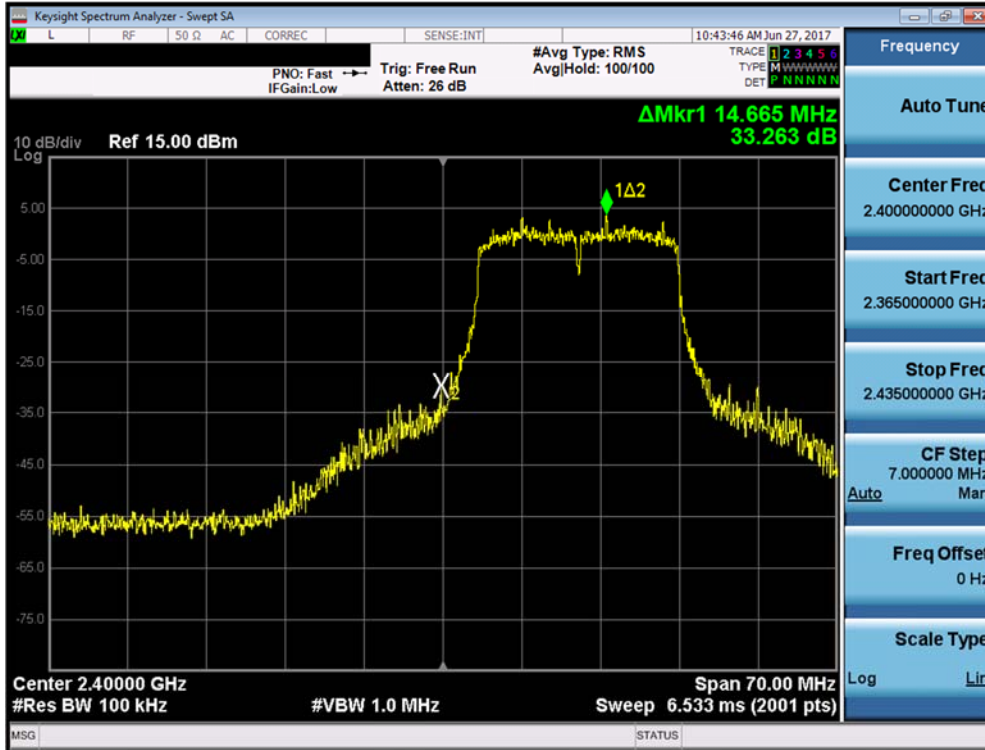 Keysight Spectrum Analyzer - Swept SA
LXI L RF 50 Ω AC CORREC SENSE:INT 10:43:46 AM Jun 27, 2017
PNO: Fast
IFGain:Low
Trig: Free Run
Atten: 26 dB
#Avg Type: RMS
Avg|Hold: 100/100
TRACE 1 2 3 4 5 6
TYPE M W W W W W
DET P N N N N N
ΔMkr1 14.665 MHz
33.263 dB
10 dB/div Ref 15.00 dBm
Log
1Δ2
5.00
-5.00
-15.0
-25.0
X2
-35.0
-45.0
-55.0
-65.0
-75.0
Center 2.40000 GHz Span 70.00 MHz
#Res BW 100 kHz #VBW 1.0 MHz Sweep 6.533 ms (2001 pts)
MSG STATUS
Frequency
Auto Tune
Center Freq
2.400000000 GHz
Start Freq
2.365000000 GHz
Stop Freq
2.435000000 GHz
CF Step
7.000000 MHz
Auto Man
Freq Offset
0 Hz
Scale Type
Log Lin